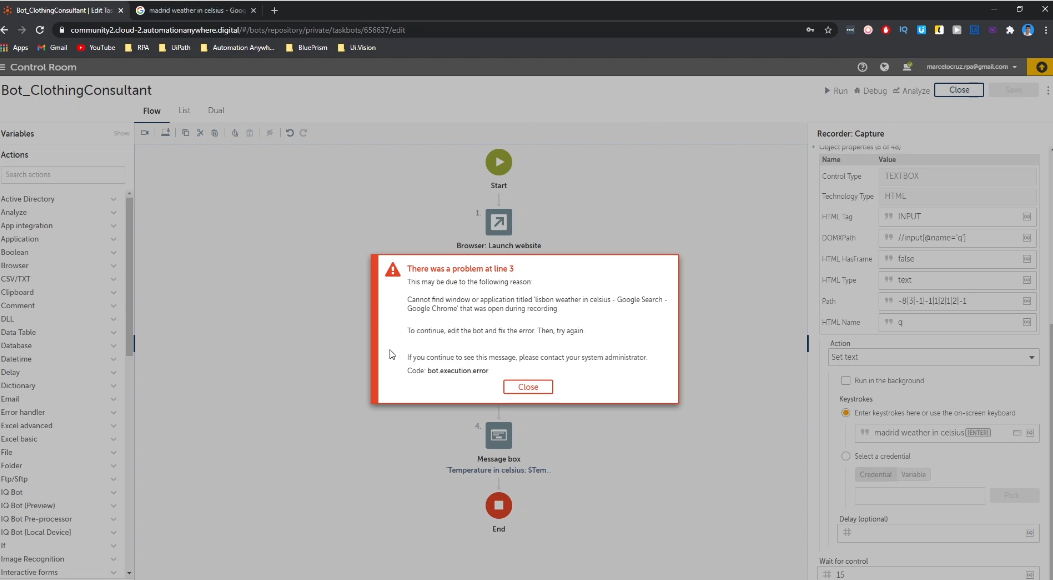 Bot_ClothingConsultant | Edit Tas
madrid weather in celsius - Goog
community2.cloud-2.automationanywhere.digital/#/bots/repository/private/taskbots/656637/edit
Apps
Gmail
YouTube
RPA
UiPath
Automation Anywh...
BluePrism
Ui.Vision
Control Room
marcelocruz.rpa@gmail.com
Bot_ClothingConsultant
Run
Debug
Analyze
Close
Save
Flow
List
Dual
Variables
Show
Actions
Search actions
Active Directory
Analyze
App integration
Application
Boolean
Browser
CSV/TXT
Clipboard
Comment
DLL
Data Table
Database
Datetime
Delay
Dictionary
Email
Error handler
Excel advanced
Excel basic
File
Folder
Ftp/Sftp
IQ Bot
IQ Bot (Preview)
IQ Bot Pre-processor
IQ Bot [Local Device]
If
Image Recognition
Interactive forms
Start
1.
Browser: Launch website
There was a problem at line 3
This may be due to the following reason:
Cannot find window or application titled 'lisbon weather in celsius - Google Search -
Google Chrome' that was open during recording
To continue, edit the bot and fix the error. Then, try again
If you continue to see this message, please contact your system administrator.
Code: bot.execution.error
Close
4.
Message box
"Temperature in celsius: $Tem...
End
Recorder: Capture
Object properties (8 of 48)
Name
Value
Control Type
TEXTBOX
Technology Type
HTML
HTML Tag
INPUT
DOMXPath
//input[@name='q']
HTML HasFrame
false
HTML Type
text
Path
-8|3|-1|-1|1|2|1|2|-1
HTML Name
q
Action
Set text
Run in the background
Keystrokes
Enter keystrokes here or use the on-screen keyboard
madrid weather in celsius[ENTER]
Select a credential
Credential
Variable
Pick...
Delay (optional)
Wait for control
15